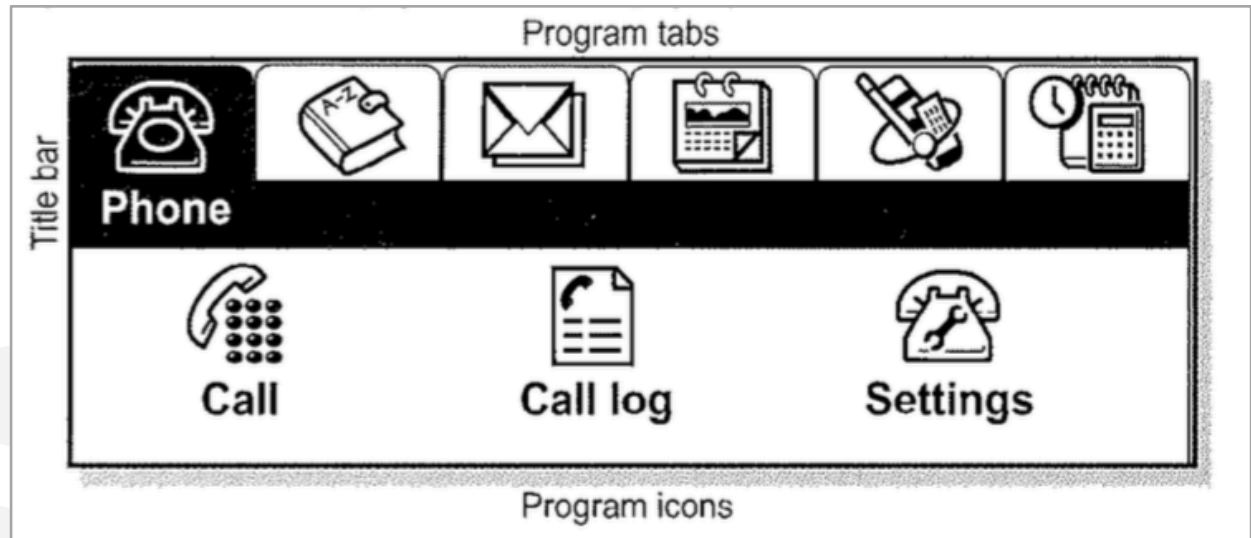 Program tabs
A-Z
Title bar
Phone
Call Call log Settings
Program icons